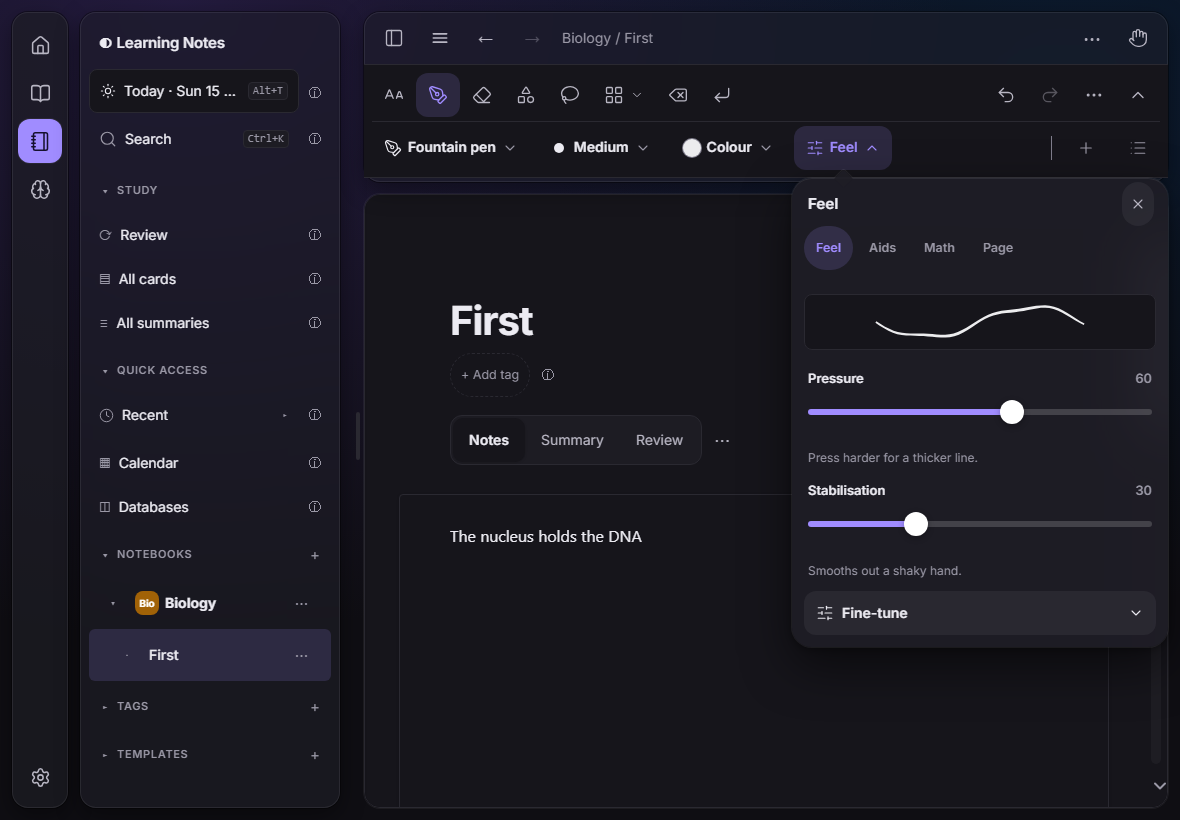 Learning Notes
Today · Sun 15 ... Alt+T
Search Ctrl+K
STUDY
Review
All cards
All summaries
QUICK ACCESS
Recent
Calendar
Databases
NOTEBOOKS
Bio Biology
First
TAGS
TEMPLATES
Biology / First
AA
Fountain pen Medium Colour Feel
First
+ Add tag
Notes Summary Review
The nucleus holds the DNA
Feel
Feel Aids Math Page
Pressure 60
Press harder for a thicker line.
Stabilisation 30
Smooths out a shaky hand.
Fine-tune